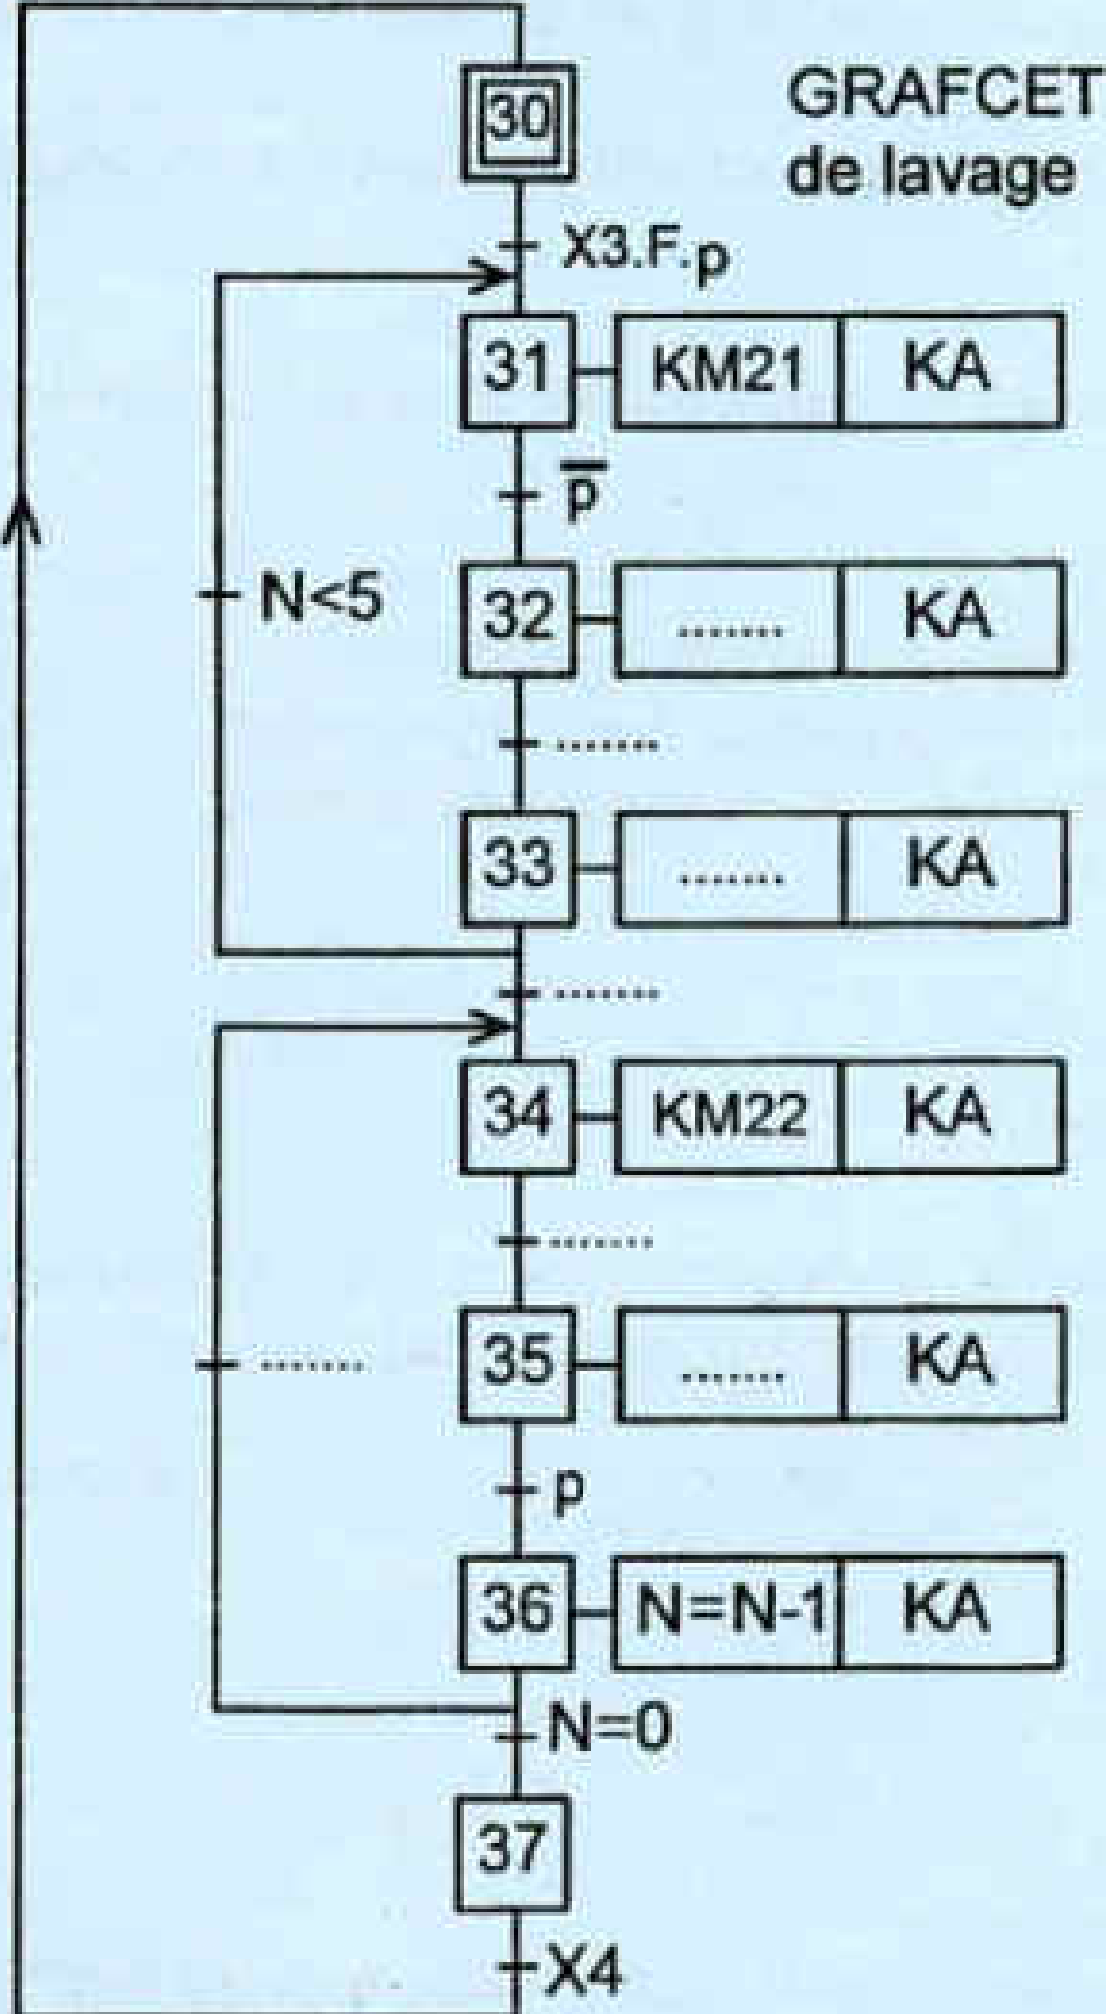 GRAFCET
de lavage
30
X3.F.p
31 KM21 KA
p̅
N<5
32 ....... KA
.......
33 ....... KA
.......
34 KM22 KA
.......
.......
35 ....... KA
p
36 N=N-1 KA
N=0
37
X4